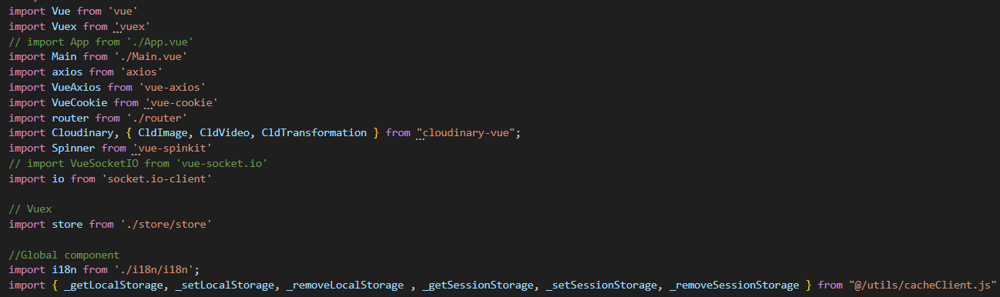 import Vue from 'vue'
import Vuex from 'vuex'
// import App from './App.vue'
import Main from './Main.vue'
import axios from 'axios'
import VueAxios from 'vue-axios'
import VueCookie from 'vue-cookie'
import router from './router'
import Cloudinary, { CldImage, CldVideo, CldTransformation } from "cloudinary-vue";
import Spinner from 'vue-spinkit'
// import VueSocketIO from 'vue-socket.io'
import io from 'socket.io-client'
// Vuex
import store from './store/store'
//Global component
import i18n from './i18n/i18n';
import { _getLocalStorage, _setLocalStorage, _removeLocalStorage , _getSessionStorage, _setSessionStorage, _removeSessionStorage } from "@/utils/cacheClient.js"